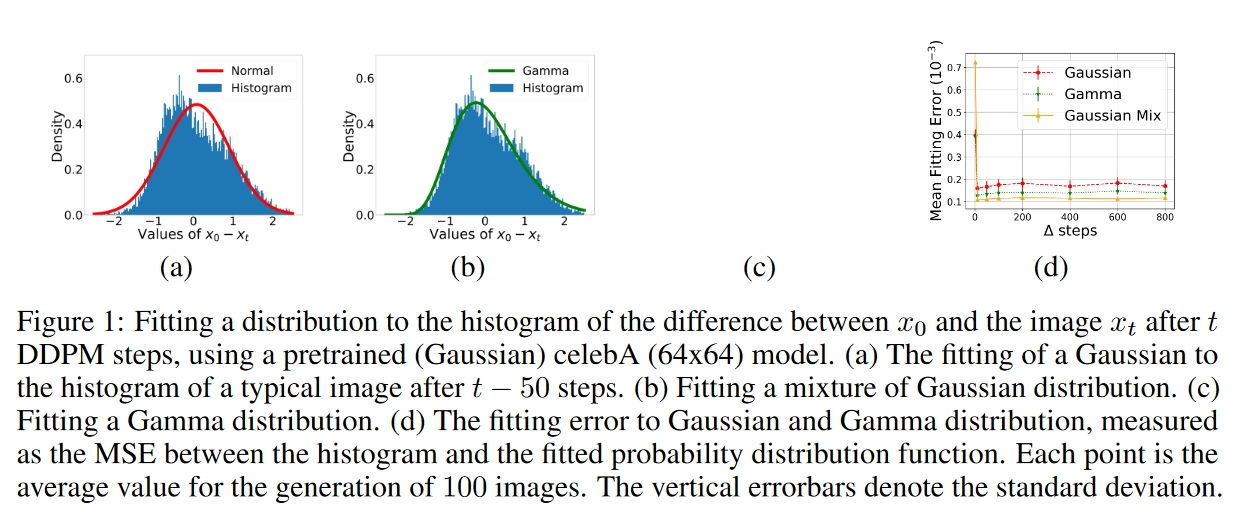 Normal
Histogram
Density
0.6
0.4
0.2
0.0
−2 −1 0 1 2
Values of x₀ − xₜ
(a)
Gamma
Histogram
Density
0.6
0.4
0.2
0.0
−2 −1 0 1 2
Values of x₀ − xₜ
(b)
(c)
Mean Fitting Error (10⁻³)
0.7
0.6
0.5
0.4
0.3
0.2
0.1
Gaussian
Gamma
Gaussian Mix
0 200 400 600 800
Δ steps
(d)
Figure 1: Fitting a distribution to the histogram of the difference between x₀ and the image xₜ after t
DDPM steps, using a pretrained (Gaussian) celebA (64x64) model. (a) The fitting of a Gaussian to
the histogram of a typical image after t − 50 steps. (b) Fitting a mixture of Gaussian distribution. (c)
Fitting a Gamma distribution. (d) The fitting error to Gaussian and Gamma distribution, measured
as the MSE between the histogram and the fitted probability distribution function. Each point is the
average value for the generation of 100 images. The vertical errorbars denote the standard deviation.